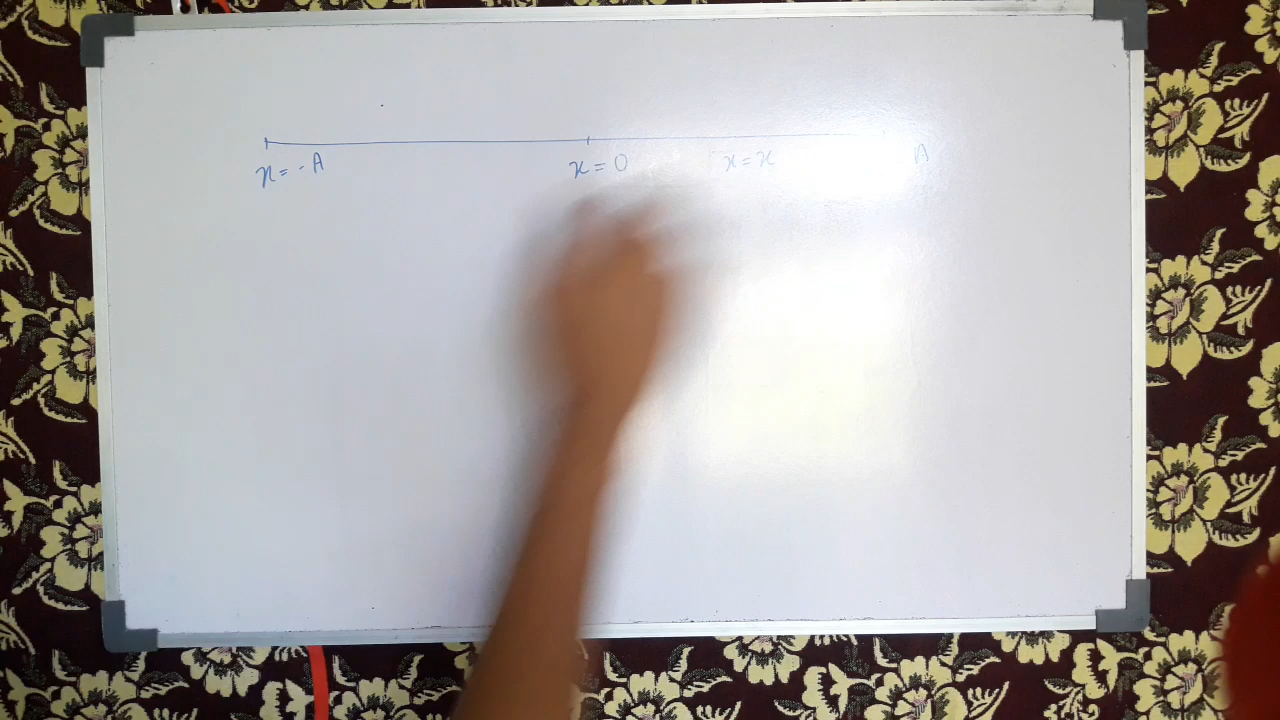 x = -A x = 0 x = x A